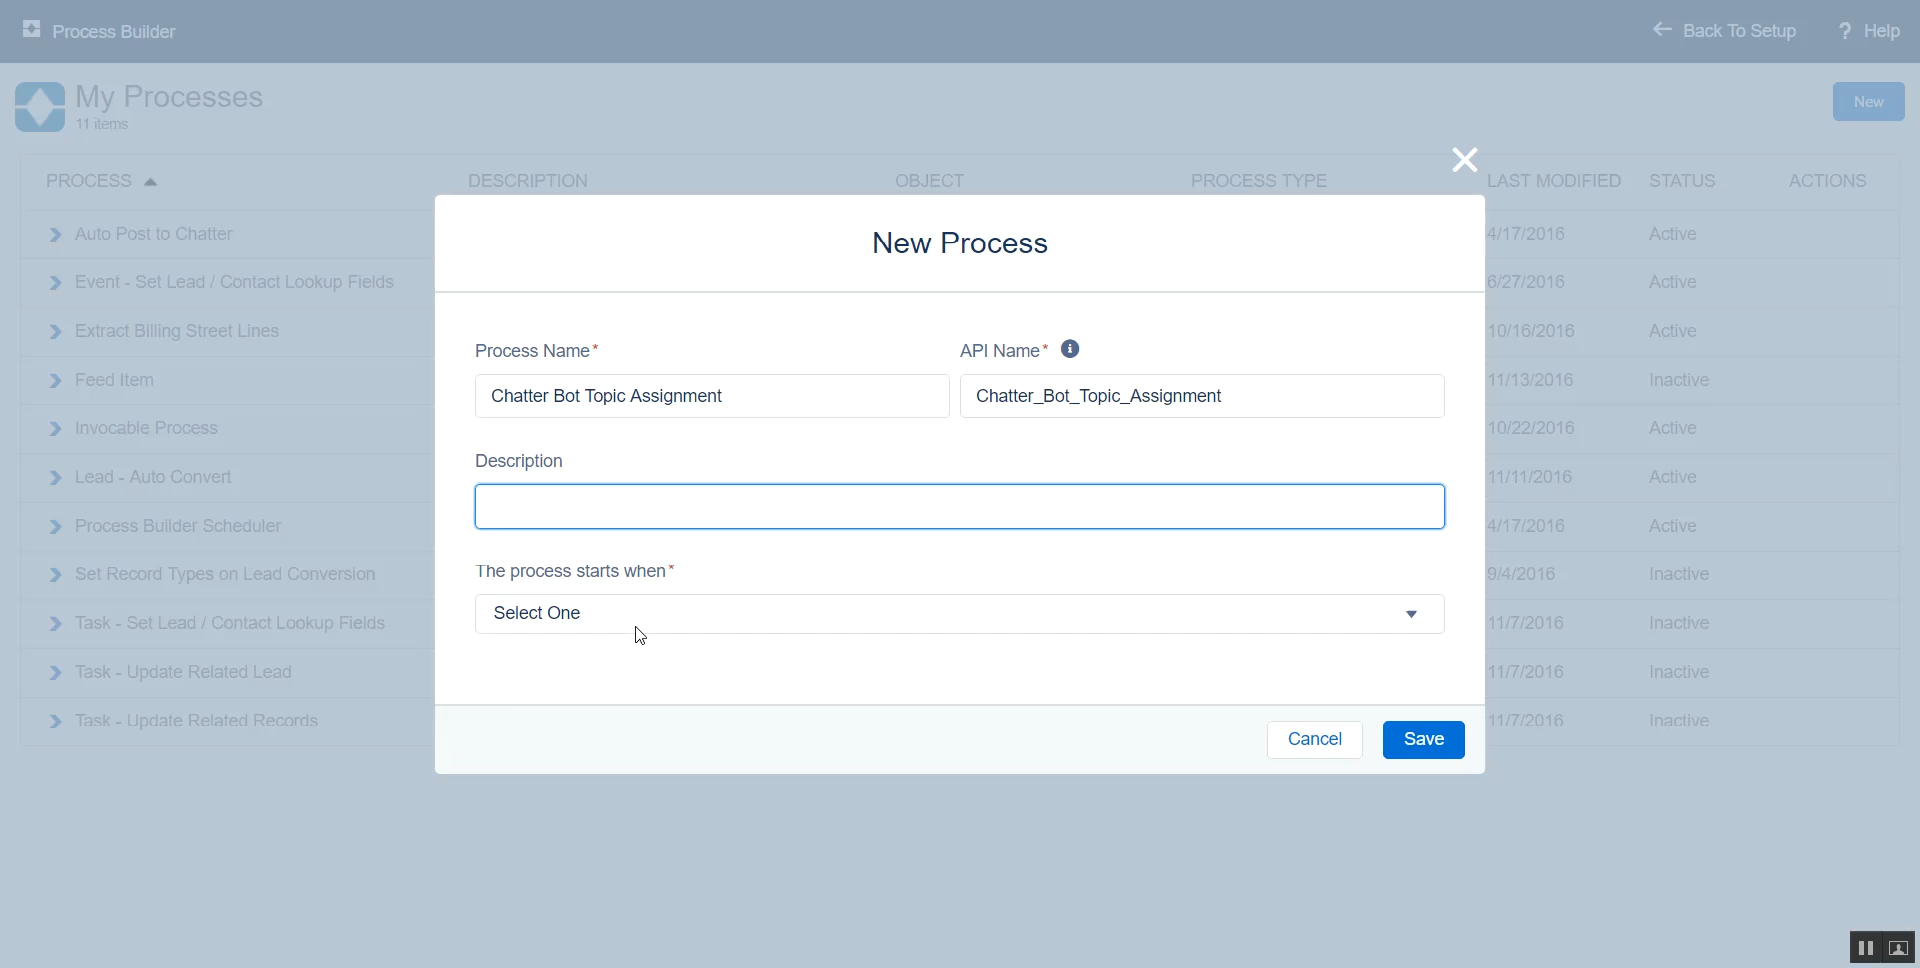 Process Builder
Back To Setup
? Help
My Processes
11 items
New
PROCESS DESCRIPTION OBJECT PROCESS TYPE LAST MODIFIED STATUS ACTIONS
Auto Post to Chatter 4/17/2016 Active
Event - Set Lead / Contact Lookup Fields 6/27/2016 Active
Extract Billing Street Lines 10/16/2016 Active
Feed Item 11/13/2016 Inactive
Invocable Process 10/22/2016 Active
Lead - Auto Convert 11/11/2016 Active
Process Builder Scheduler 4/17/2016 Active
Set Record Types on Lead Conversion 9/4/2016 Inactive
Task - Set Lead / Contact Lookup Fields 11/7/2016 Inactive
Task - Update Related Lead 11/7/2016 Inactive
Task - Update Related Records 11/7/2016 Inactive
New Process
Process Name* API Name*
Chatter Bot Topic Assignment Chatter_Bot_Topic_Assignment
Description
The process starts when*
Select One
Cancel Save